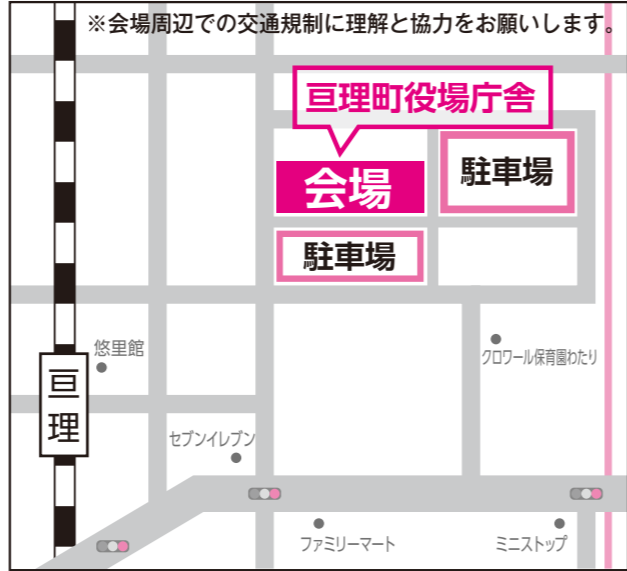 ※会場周辺での交通規制に理解と協力をお願いします。
亘理町役場庁舎
会場
駐車場
駐車場
悠里館
亘理
クロワール保育園わたり
セブンイレブン
ファミリーマート
ミニストップ